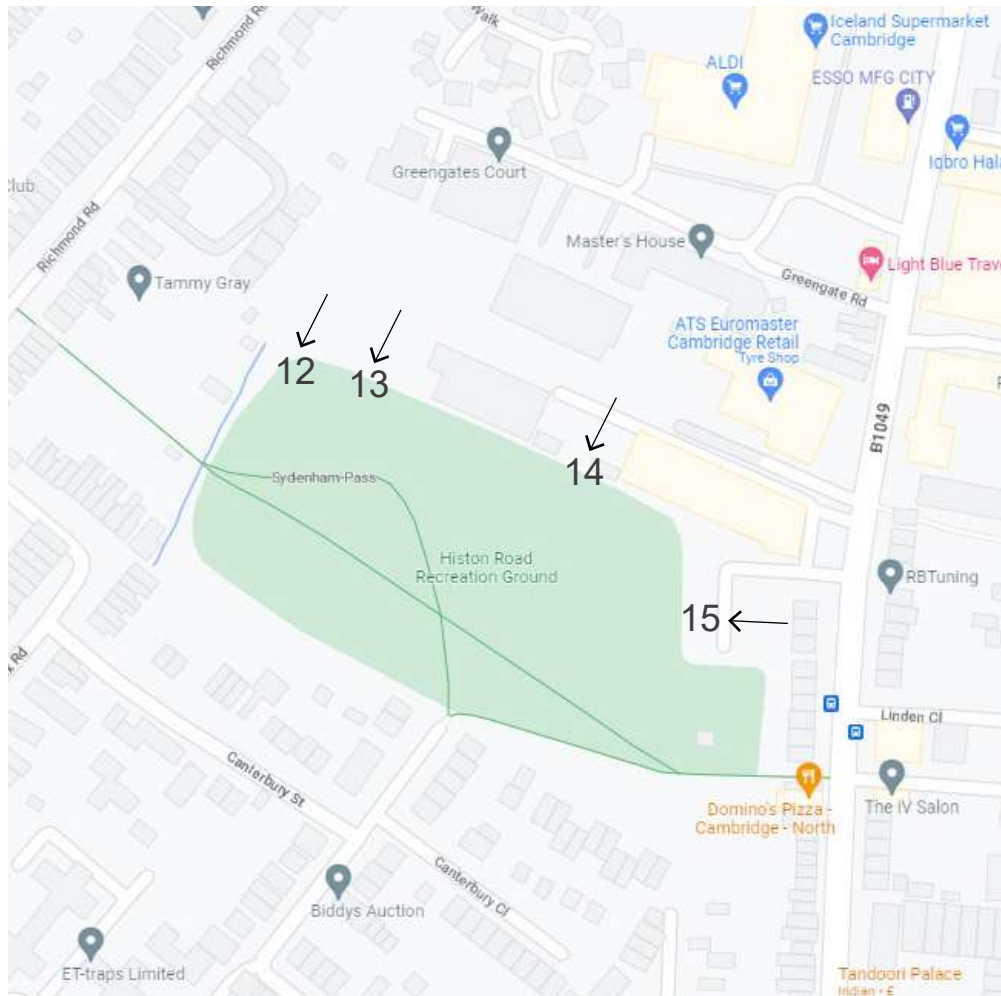 Walk
Iceland Supermarket
Cambridge
Richmond Rd
ALDI
ESSO MFG CITY
Iqbro Hala
Greengates Court
Club
Richmond Rd
Master's House
Light Blue Trave
Tammy Gray
Greengate Rd
ATS Euromaster
Cambridge Retail
Tyre Shop
12
13
B1049
14
Sydenham Pass
Histon Road
Recreation Ground
RBTuning
15
Linden Cl
Canterbury St
Domino's Pizza -
Cambridge - North
The IV Salon
Canterbury Cl
Biddys Auction
ET-traps Limited
Tandoori Palace
Indian · £